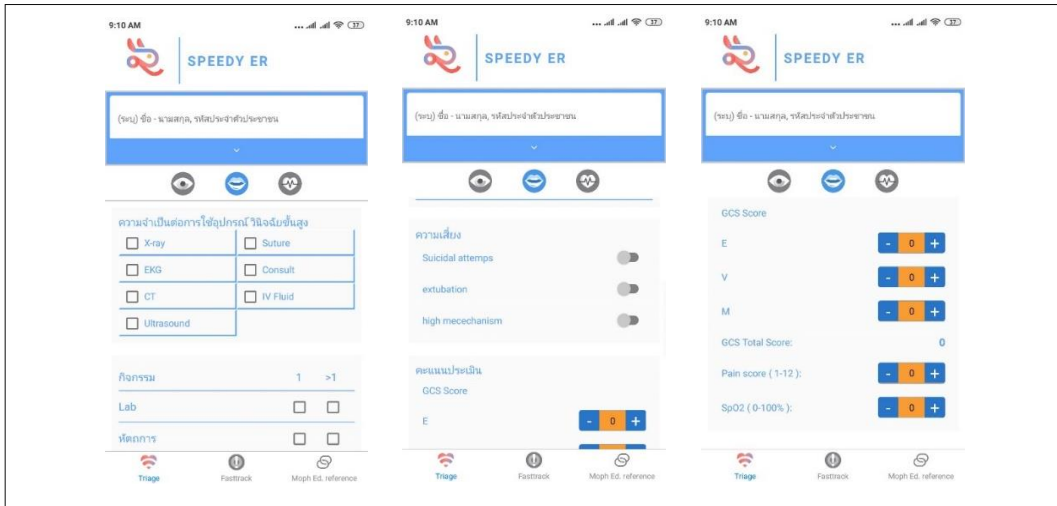 9:10 AM
37
SPEEDY ER
(ระบุ) ชื่อ - นามสกุล, รหัสประจำตัวประชาชน
ความจำเป็นต่อการใช้อุปกรณ์ วินิจฉัยขั้นสูง
X-ray
Suture
EKG
Consult
CT
IV Fluid
Ultrasound
กิจกรรม 1 >1
Lab
หัตถการ
Triage
Fasttrack
Moph Ed. reference
9:10 AM
37
SPEEDY ER
(ระบุ) ชื่อ - นามสกุล, รหัสประจำตัวประชาชน
ความเสี่ยง
Suicidal attemps
extubation
high mecechanism
คะแนนประเมิน
GCS Score
E - 0 +
Triage
Fasttrack
Moph Ed. reference
9:10 AM
37
SPEEDY ER
(ระบุ) ชื่อ - นามสกุล, รหัสประจำตัวประชาชน
GCS Score
E - 0 +
V - 0 +
M - 0 +
GCS Total Score: 0
Pain score ( 1-12 ): - 0 +
SpO2 ( 0-100% ): - 0 +
Triage
Fasttrack
Moph Ed. reference